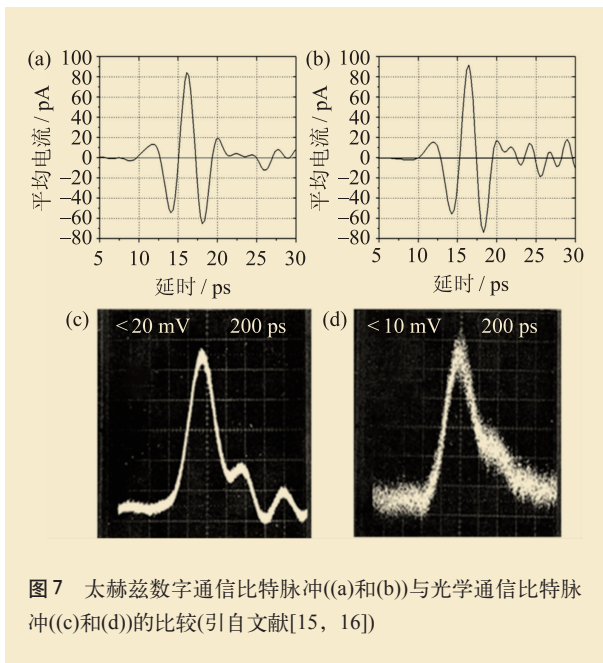 (a)
100
80
60
40
20
0
−20
−40
−60
−80
平均电流 / pA
5 10 15 20 25 30
延时 / ps
(b)
100
80
60
40
20
0
−20
−40
−60
−80
平均电流 / pA
5 10 15 20 25 30
延时 / ps
(c) <20 mV 200 ps
(d) <10 mV 200 ps
图7 太赫兹数字通信比特脉冲((a)和(b))与光学通信比特脉
冲((c)和(d))的比较(引自文献[15，16])